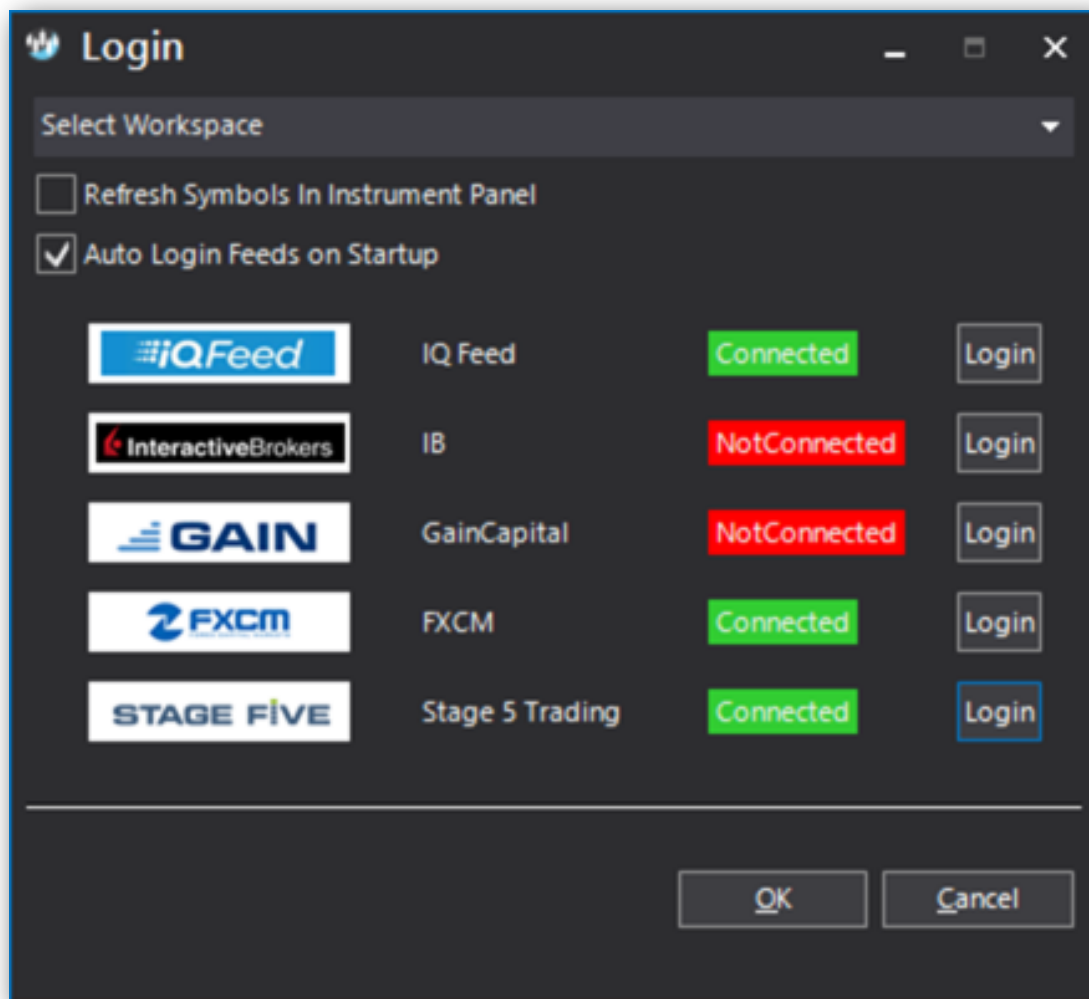 Login
Select Workspace
Refresh Symbols In Instrument Panel
Auto Login Feeds on Startup
iQFeed IQ Feed Connected Login
InteractiveBrokers IB NotConnected Login
GAIN GainCapital NotConnected Login
FXCM FXCM Connected Login
STAGE FIVE Stage 5 Trading Connected Login
OK Cancel